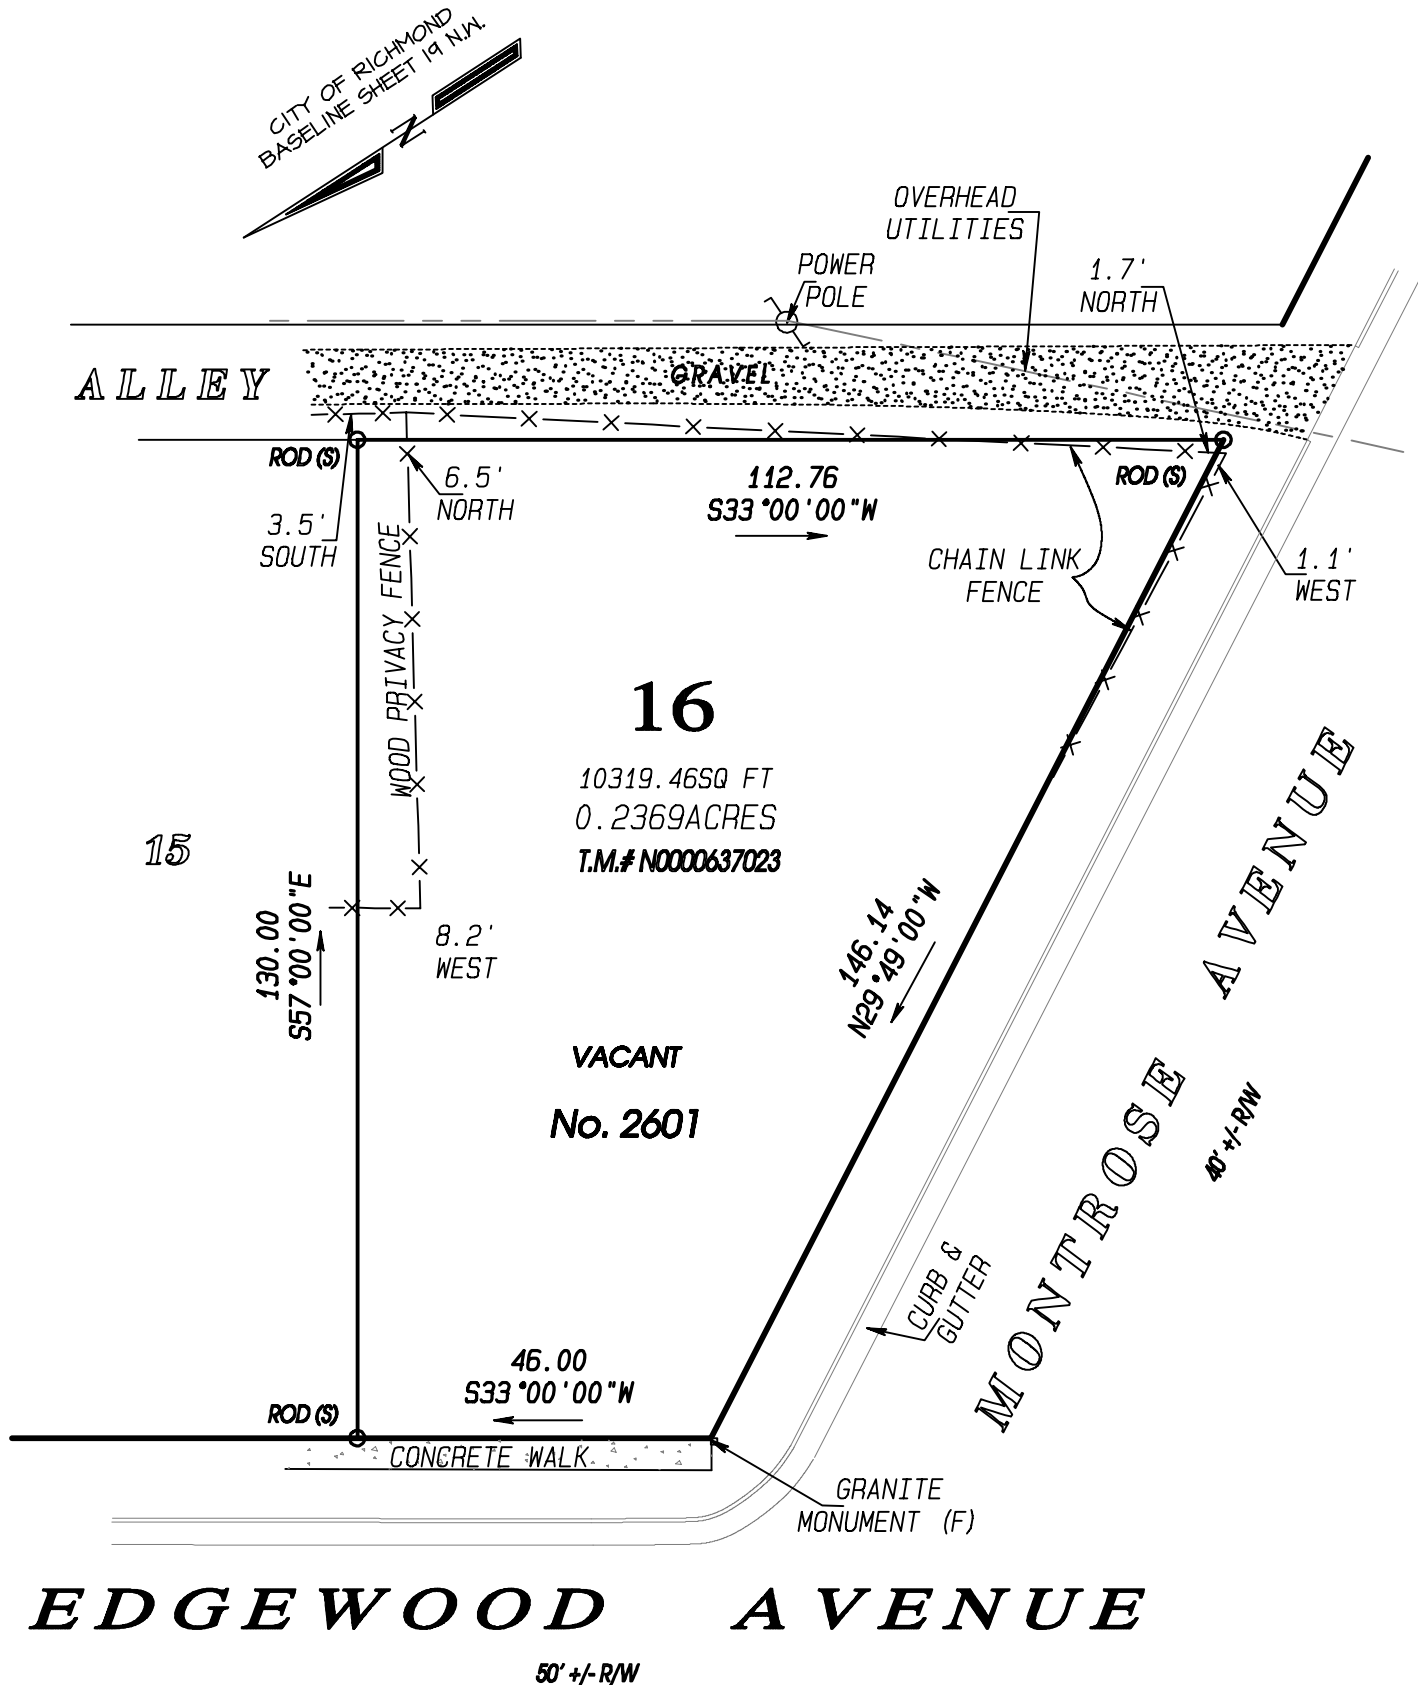 CITY OF RICHMOND
BASELINE SHEET 19 N.W.
N
OVERHEAD
UTILITIES
POWER
POLE
1.7'
NORTH
ALLEY
GRAVEL
ROD (S)
ROD (S)
6.5'
NORTH
112.76
S33°00'00"W
3.5'
SOUTH
CHAIN LINK
FENCE
1.1'
WEST
WOOD PRIVACY FENCE
16
10319.46SQ FT
0.2369ACRES
T.M.# N0000637023
15
130.00
S57°00'00"E
8.2'
WEST
146.14
N29°49'00"W
MONTROSE AVENUE
40' +/- R/W
VACANT
No. 2601
CURB &
GUTTER
46.00
S33°00'00"W
ROD (S)
CONCRETE WALK
GRANITE
MONUMENT (F)
EDGEWOOD AVENUE
50' +/- R/W